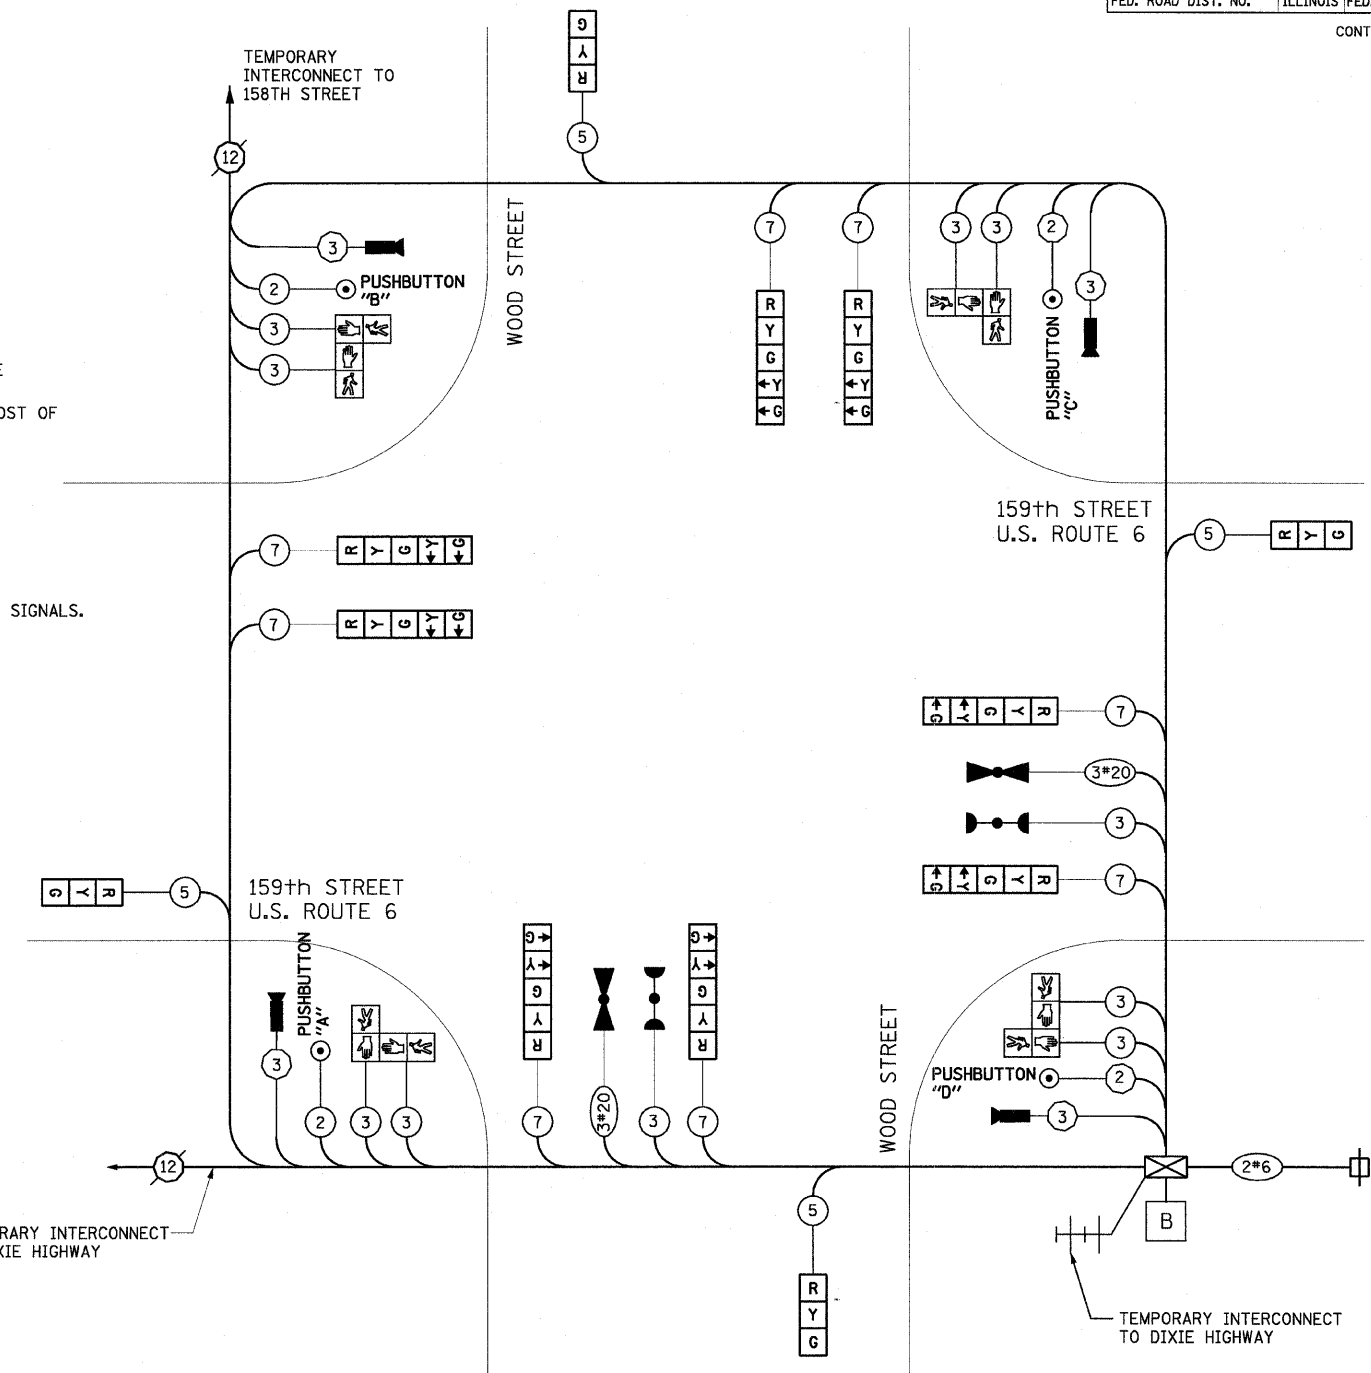 FED. ROAD DIST. NO. ILLINOIS FED.
CONT
TEMPORARY
INTERCONNECT TO
158TH STREET
G
Y
R
5
12
WOOD STREET
3
2
PUSHBUTTON
"B"
3
3
7
7
3
3
2
3
R
Y
G
Y
G
R
Y
G
Y
G
PUSHBUTTON
"C"
E
OST OF
159th STREET
U.S. ROUTE 6
5
R Y G
7
R Y G Y G
SIGNALS.
7
R Y G Y G
G Y G Y R
7
3#20
3
G Y G Y R
7
G Y R
5
159th STREET
U.S. ROUTE 6
PUSHBUTTON
"A"
3
2
3
3
G
Y
G
Y
R
7
3#20
3
G
Y
G
Y
R
7
WOOD STREET
3
3
PUSHBUTTON
"D"
2
3
12
2#6
5
B
RARY INTERCONNECT
XIE HIGHWAY
R
Y
G
TEMPORARY INTERCONNECT
TO DIXIE HIGHWAY